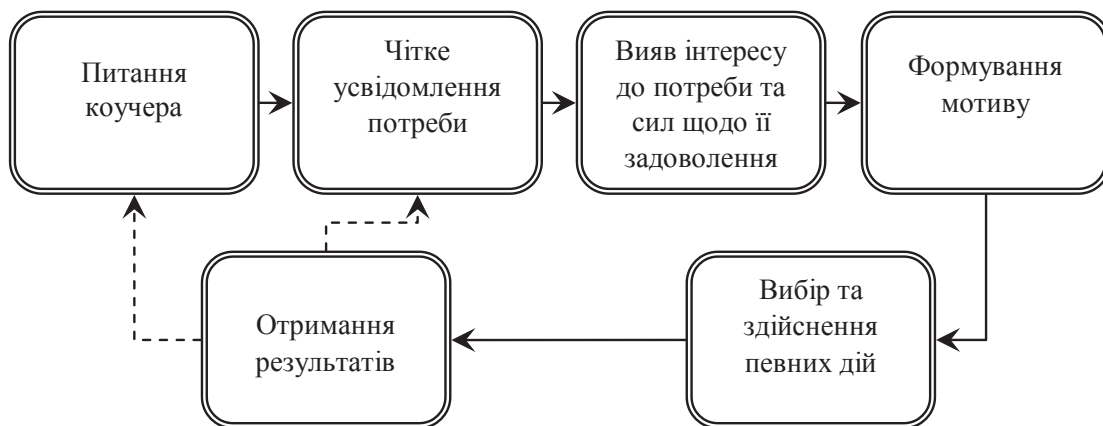 Питання
коучера
Чітке
усвідомлення
потреби
Вияв інтересу
до потреби та
сил щодо її
задоволення
Формування
мотиву
Вибір та
здійснення
певних дій
Отримання
результатів